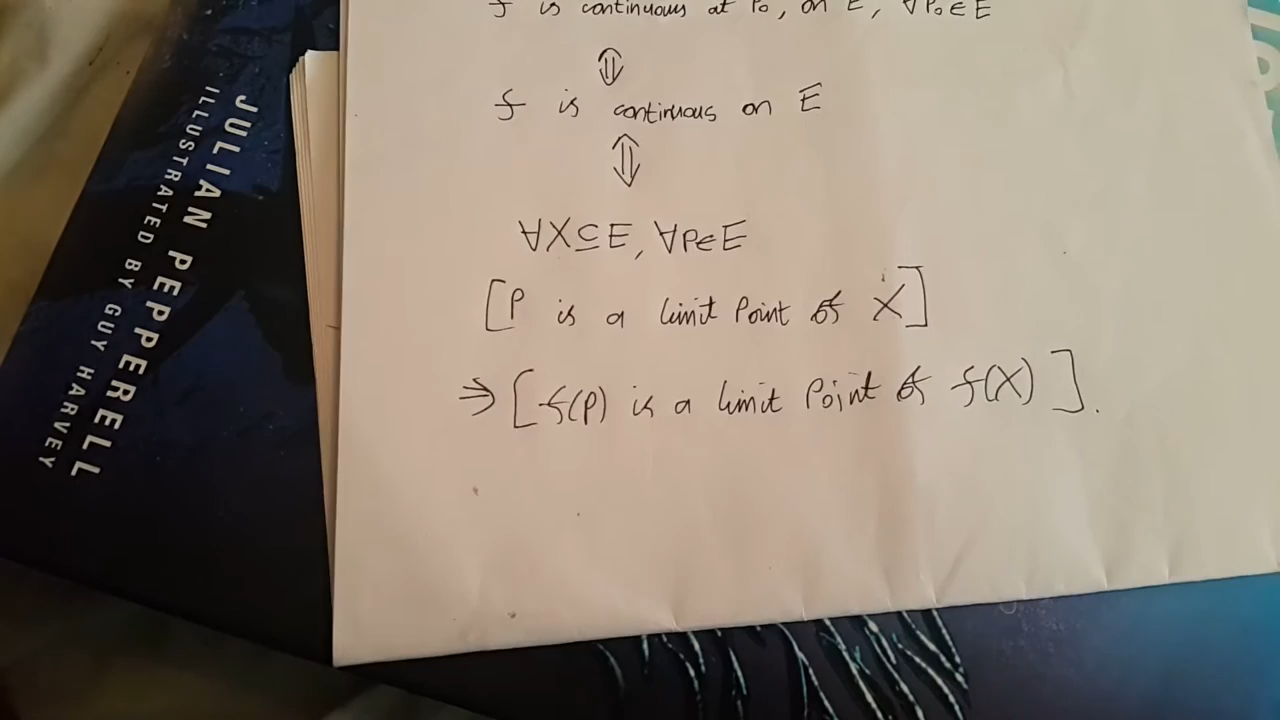 f is continuous at P₀, on E, ∀P₀∈E
⇕
f is continuous on E
⇕
∀X⊆E, ∀P∈E
[P is a limit Point of X]
⇒ [f(P) is a limit Point of f(X)].
JULIAN PEPPERELL
ILLUSTRATED BY GUY HARVEY